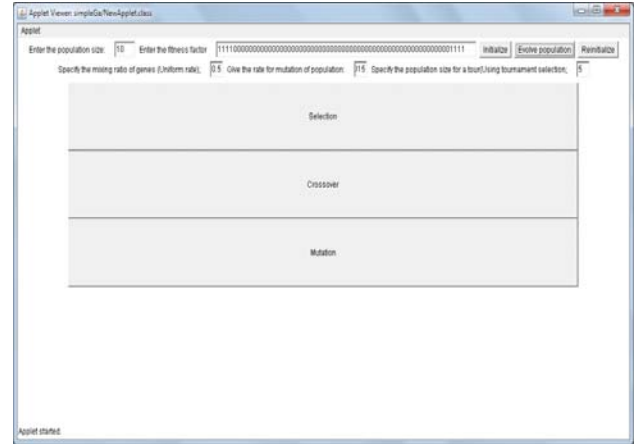 Applet Viewer: simpleGa/NewApplet.class
Applet
Enter the population size: 10 Enter the fitness factor Initialize Evolve population Reinitialize
Specify the mixing ratio of genes (Uniform rate); 0.5 Give the rate for mutation of population: 015 Specify the population size for a tour(Using tournament selection; 5
Selection
Crossover
Mutation
Applet started.